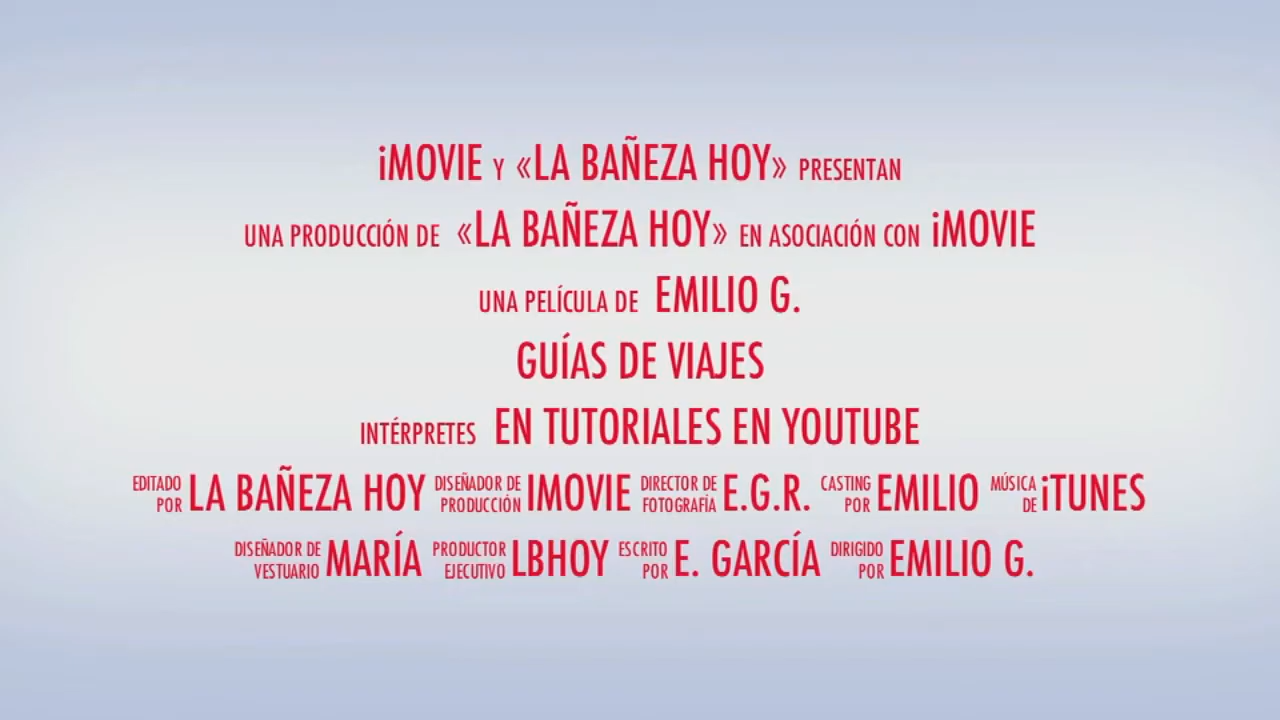 iMOVIE Y «LA BAÑEZA HOY» PRESENTAN
UNA PRODUCCIÓN DE «LA BAÑEZA HOY» EN ASOCIACIÓN CON iMOVIE
UNA PELÍCULA DE EMILIO G.
GUÍAS DE VIAJES
INTÉRPRETES EN TUTORIALES EN YOUTUBE
EDITADO POR LA BAÑEZA HOY DISEÑADOR DE PRODUCCIÓN IMOVIE DIRECTOR DE FOTOGRAFÍA E.G.R. CASTING POR EMILIO MÚSICA DE iTUNES
DISEÑADOR DE VESTUARIO MARÍA PRODUCTOR EJECUTIVO LBHOY ESCRITO POR E. GARCÍA DIRIGIDO POR EMILIO G.